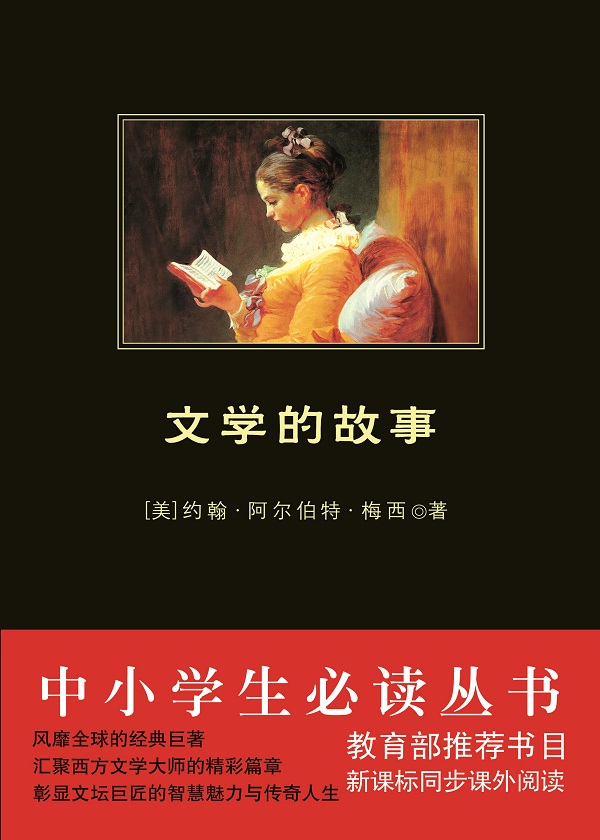 文学的故事
[美]约翰·阿尔伯特·梅西◎著
中小学生必读丛书
风靡全球的经典巨著
汇聚西方文学大师的精彩篇章
彰显文坛巨匠的智慧魅力与传奇人生
教育部推荐书目
新课标同步课外阅读